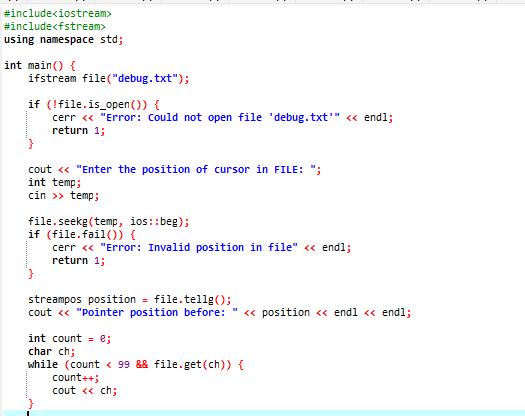 #include<iostream>
#include<fstream>
using namespace std;
int main() {
ifstream file("debug.txt");
if (!file.is_open()) {
cerr << "Error: Could not open file 'debug.txt'" << endl;
return 1;
}
cout << "Enter the position of cursor in FILE: ";
int temp;
cin >> temp;
file.seekg(temp, ios::beg);
if (file.fail()) {
cerr << "Error: Invalid position in file" << endl;
return 1;
}
streampos position = file.tellg();
cout << "Pointer position before: " << position << endl << endl;
int count = 0;
char ch;
while (count < 99 && file.get(ch)) {
count++;
cout << ch;
}